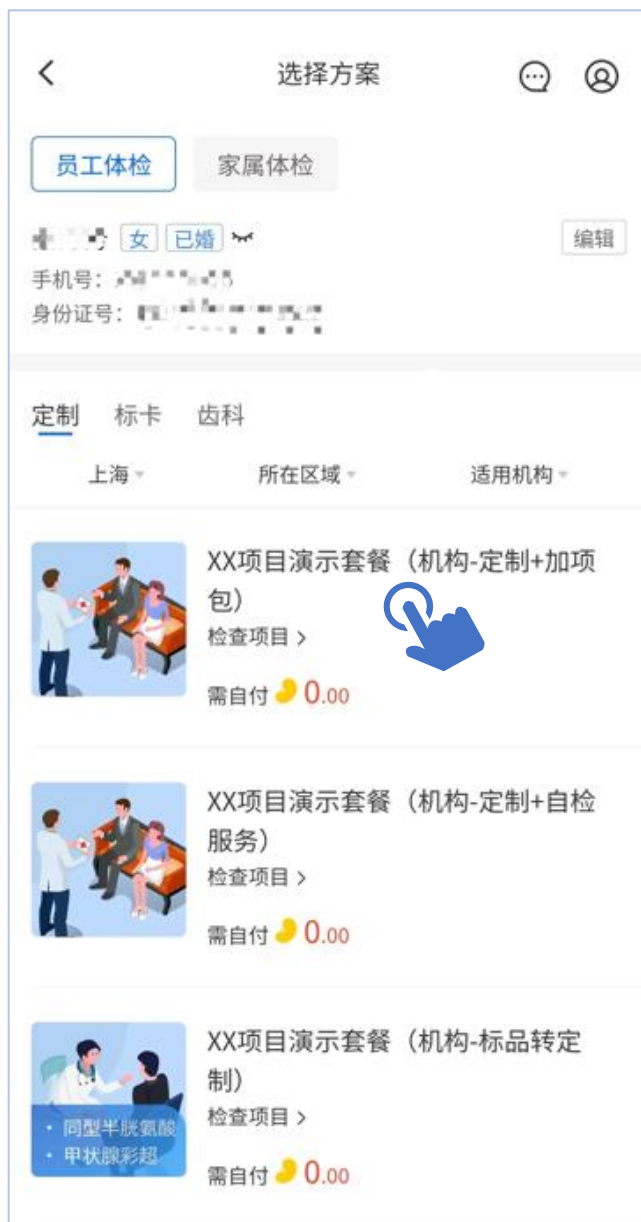 选择方案
员工体检 家属体检
女 已婚 编辑
手机号：
身份证号：
定制 标卡 齿科
上海 所在区域 适用机构
XX项目演示套餐（机构-定制+加项
包）
检查项目 >
需自付 0.00
XX项目演示套餐（机构-定制+自检
服务）
检查项目 >
需自付 0.00
XX项目演示套餐（机构-标品转定
制）
检查项目 >
· 同型半胱氨酸
· 甲状腺彩超
需自付 0.00